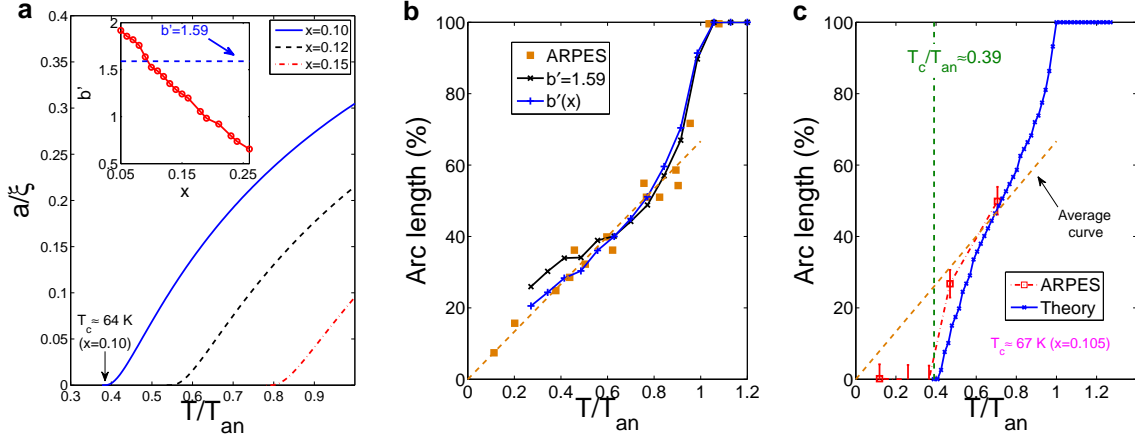 a
0.4
0.35
0.3
0.25
0.2
0.15
0.1
0.05
0
a/ξ
0.3 0.4 0.5 0.6 0.7 0.8 0.9
T/T_an
x=0.10
x=0.12
x=0.15
b'=1.59
2
1.5
1
0.5
b'
0.05 0.15 0.25
x
T_c ≃ 64 K
(x=0.10)
b
100
80
60
40
20
0
Arc length (%)
0 0.2 0.4 0.6 0.8 1 1.2
T/T_an
ARPES
b′=1.59
b′(x)
c
100
80
60
40
20
0
Arc length (%)
0 0.2 0.4 0.6 0.8 1 1.2
T/T_an
T_c/T_an≈0.39
Average
curve
ARPES
Theory
T_c≃ 67 K (x=0.105)